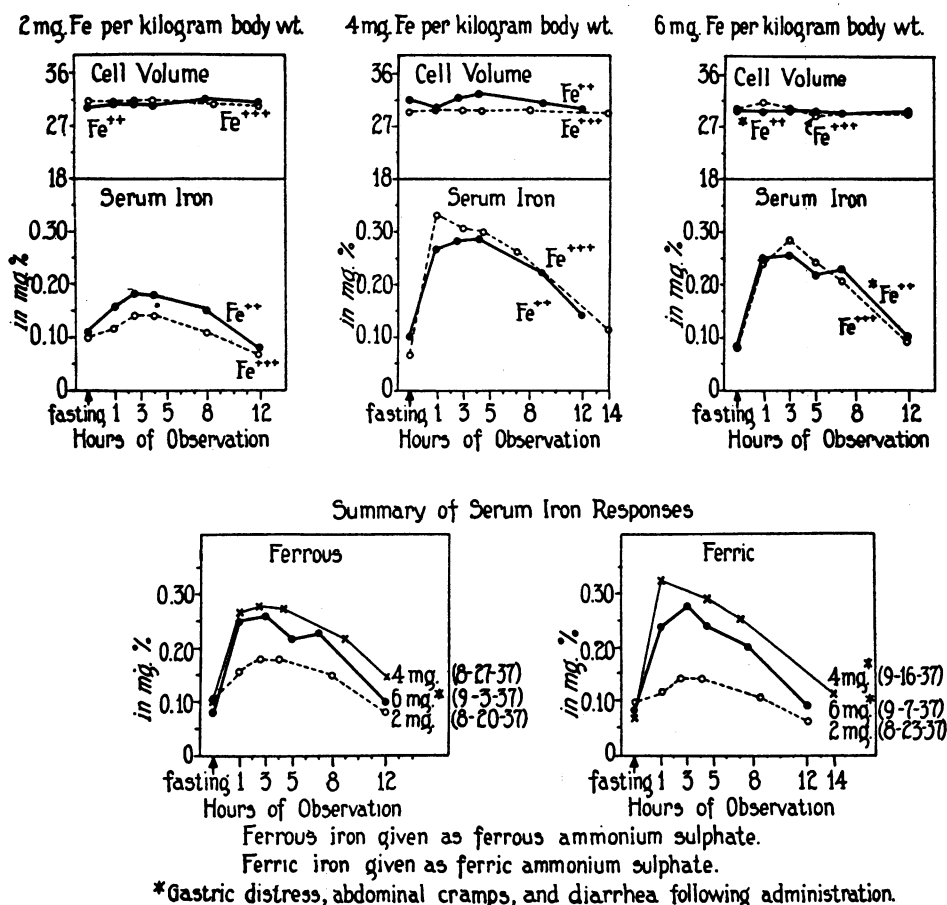 2 mg. Fe per kilogram body wt.
36
27
18
Cell Volume
Fe++
Fe+++
Serum Iron
in mg. %
0.30
0.20
0.10
0
Fe++
Fe+++
fasting 1 3 5 8 12
Hours of Observation
4 mg. Fe per kilogram body wt.
36
27
18
Cell Volume
Fe++
Fe+++
Serum Iron
in mg. %
0.30
0.20
0.10
0
Fe+++
Fe++
fasting 1 3 5 8 12 14
Hours of Observation
6 mg. Fe per kilogram body wt.
36
27
18
Cell Volume
*Fe++
Fe+++
Serum Iron
in mg. %
0.30
0.20
0.10
0
*Fe++
Fe+++
fasting 1 3 5 8 12
Hours of Observation
Summary of Serum Iron Responses
Ferrous
in mg. %
0.30
0.20
0.10
0
4 mg. (8-27-37)
6 mg.* (9-3-37)
2 mg. (8-20-37)
fasting 1 3 5 8 12
Hours of Observation
Ferric
in mg. %
0.30
0.20
0.10
0
4 mg.* (9-16-37)
6 mg.* (9-7-37)
2 mg. (8-23-37)
fasting 1 3 5 8 12 14
Hours of Observation
Ferrous iron given as ferrous ammonium sulphate.
Ferric iron given as ferric ammonium sulphate.
*Gastric distress, abdominal cramps, and diarrhea following administration.